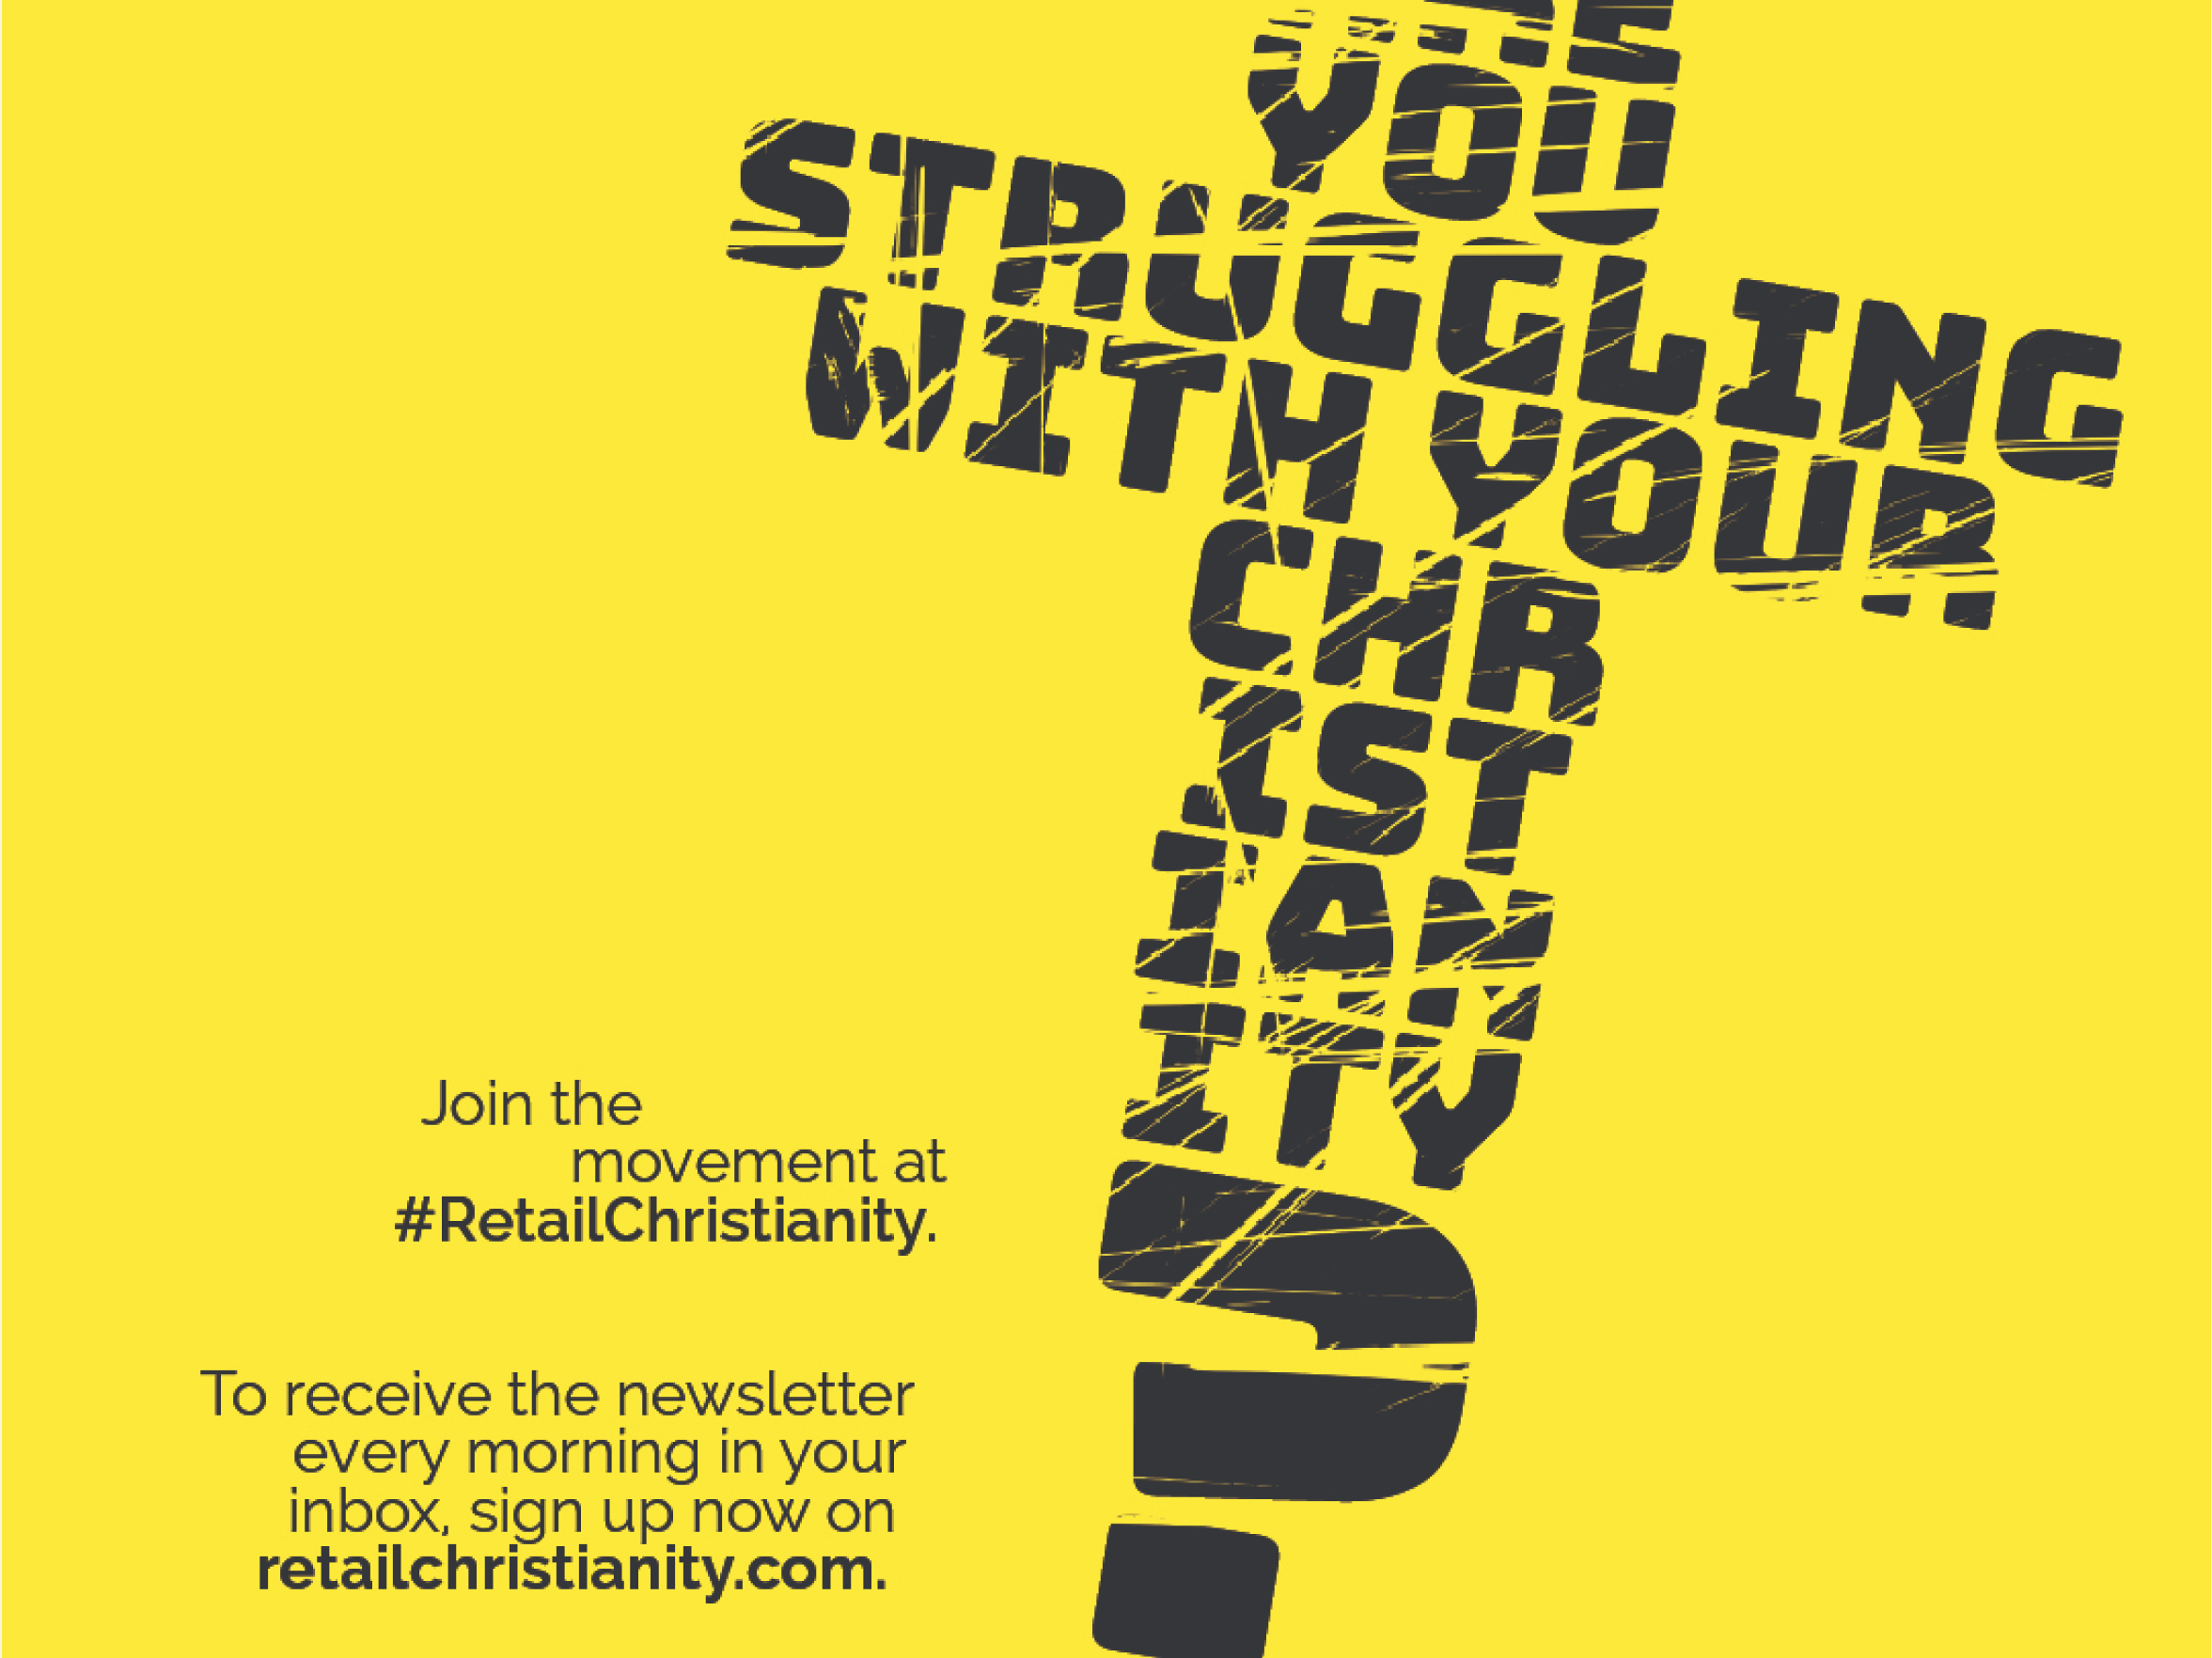 YOU
STRUGGLING
WITH YOUR
CHR
IST
IAN
ITY
?
Join the
movement at
#RetailChristianity.
To receive the newsletter
every morning in your
inbox, sign up now on
retailchristianity.com.